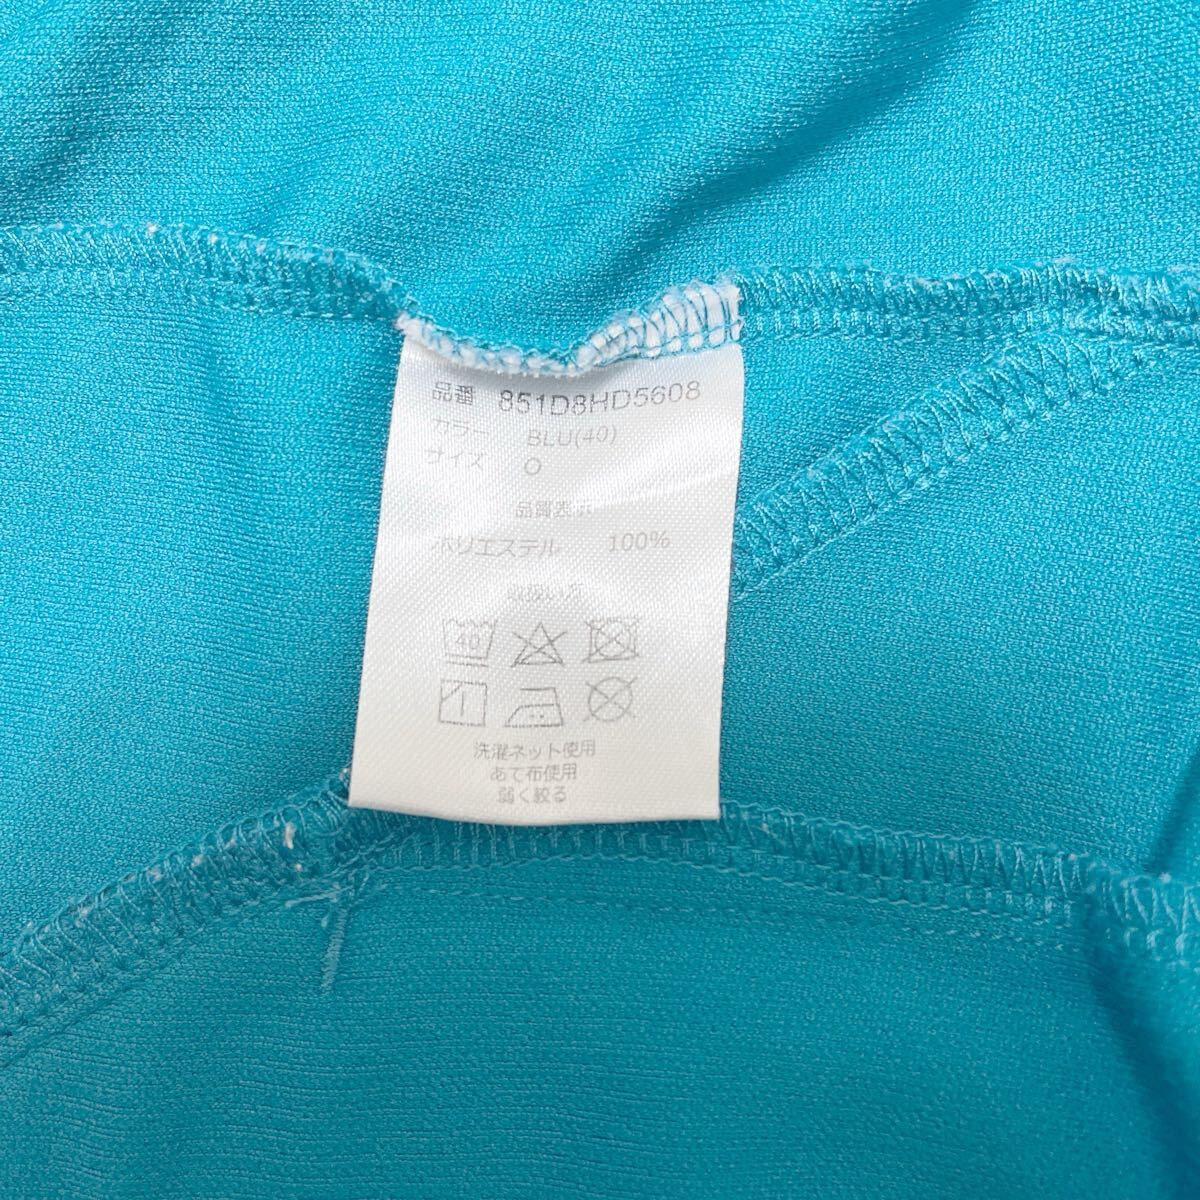 品番 851D8HD5608
カラー BLU(40)
サイズ O
品質表示
ポリエステル 100%
取扱い方
40
洗濯ネット使用
あて布使用
弱く絞る